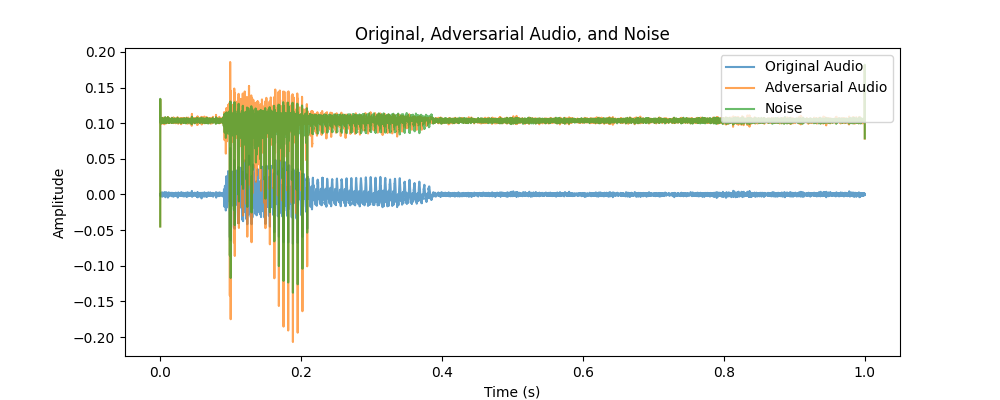 Original, Adversarial Audio, and Noise
Original Audio
Adversarial Audio
Noise
0.20
0.15
0.10
0.05
0.00
−0.05
−0.10
−0.15
−0.20
Amplitude
0.0 0.2 0.4 0.6 0.8 1.0
Time (s)